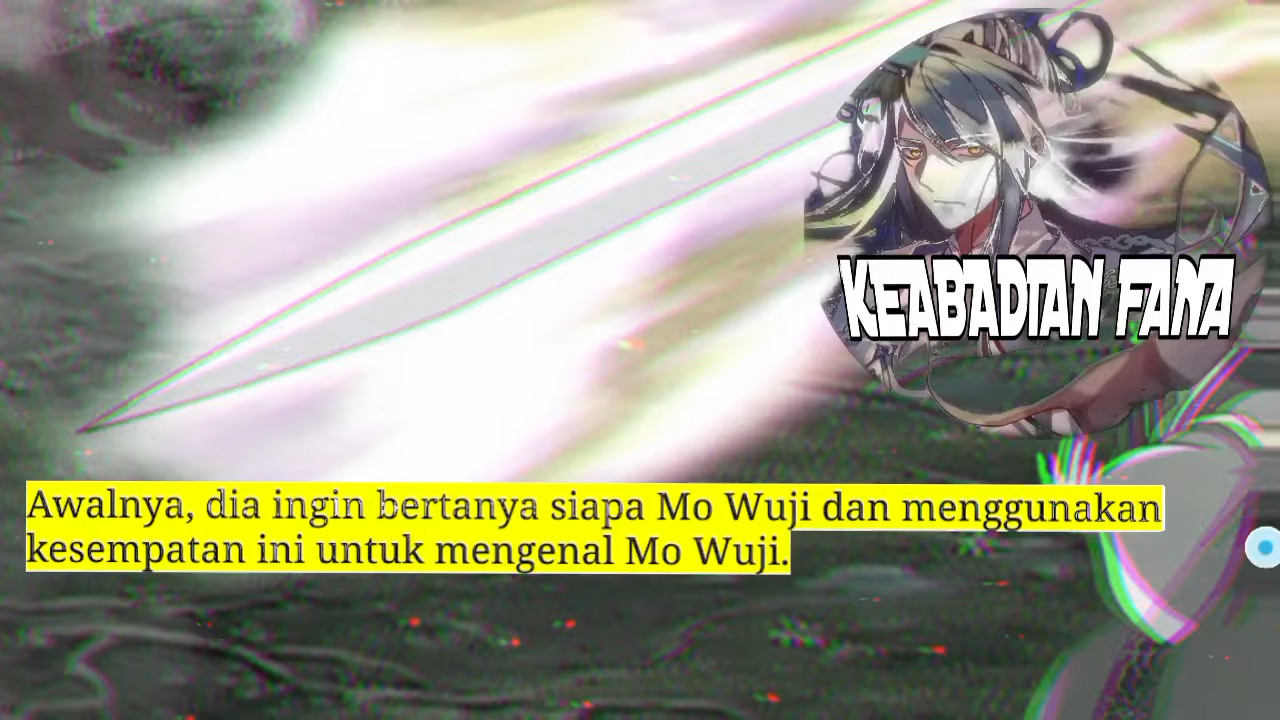 KEABADIAN FANA
Awalnya, dia ingin bertanya siapa Mo Wuji dan menggunakan
kesempatan ini untuk mengenal Mo Wuji.